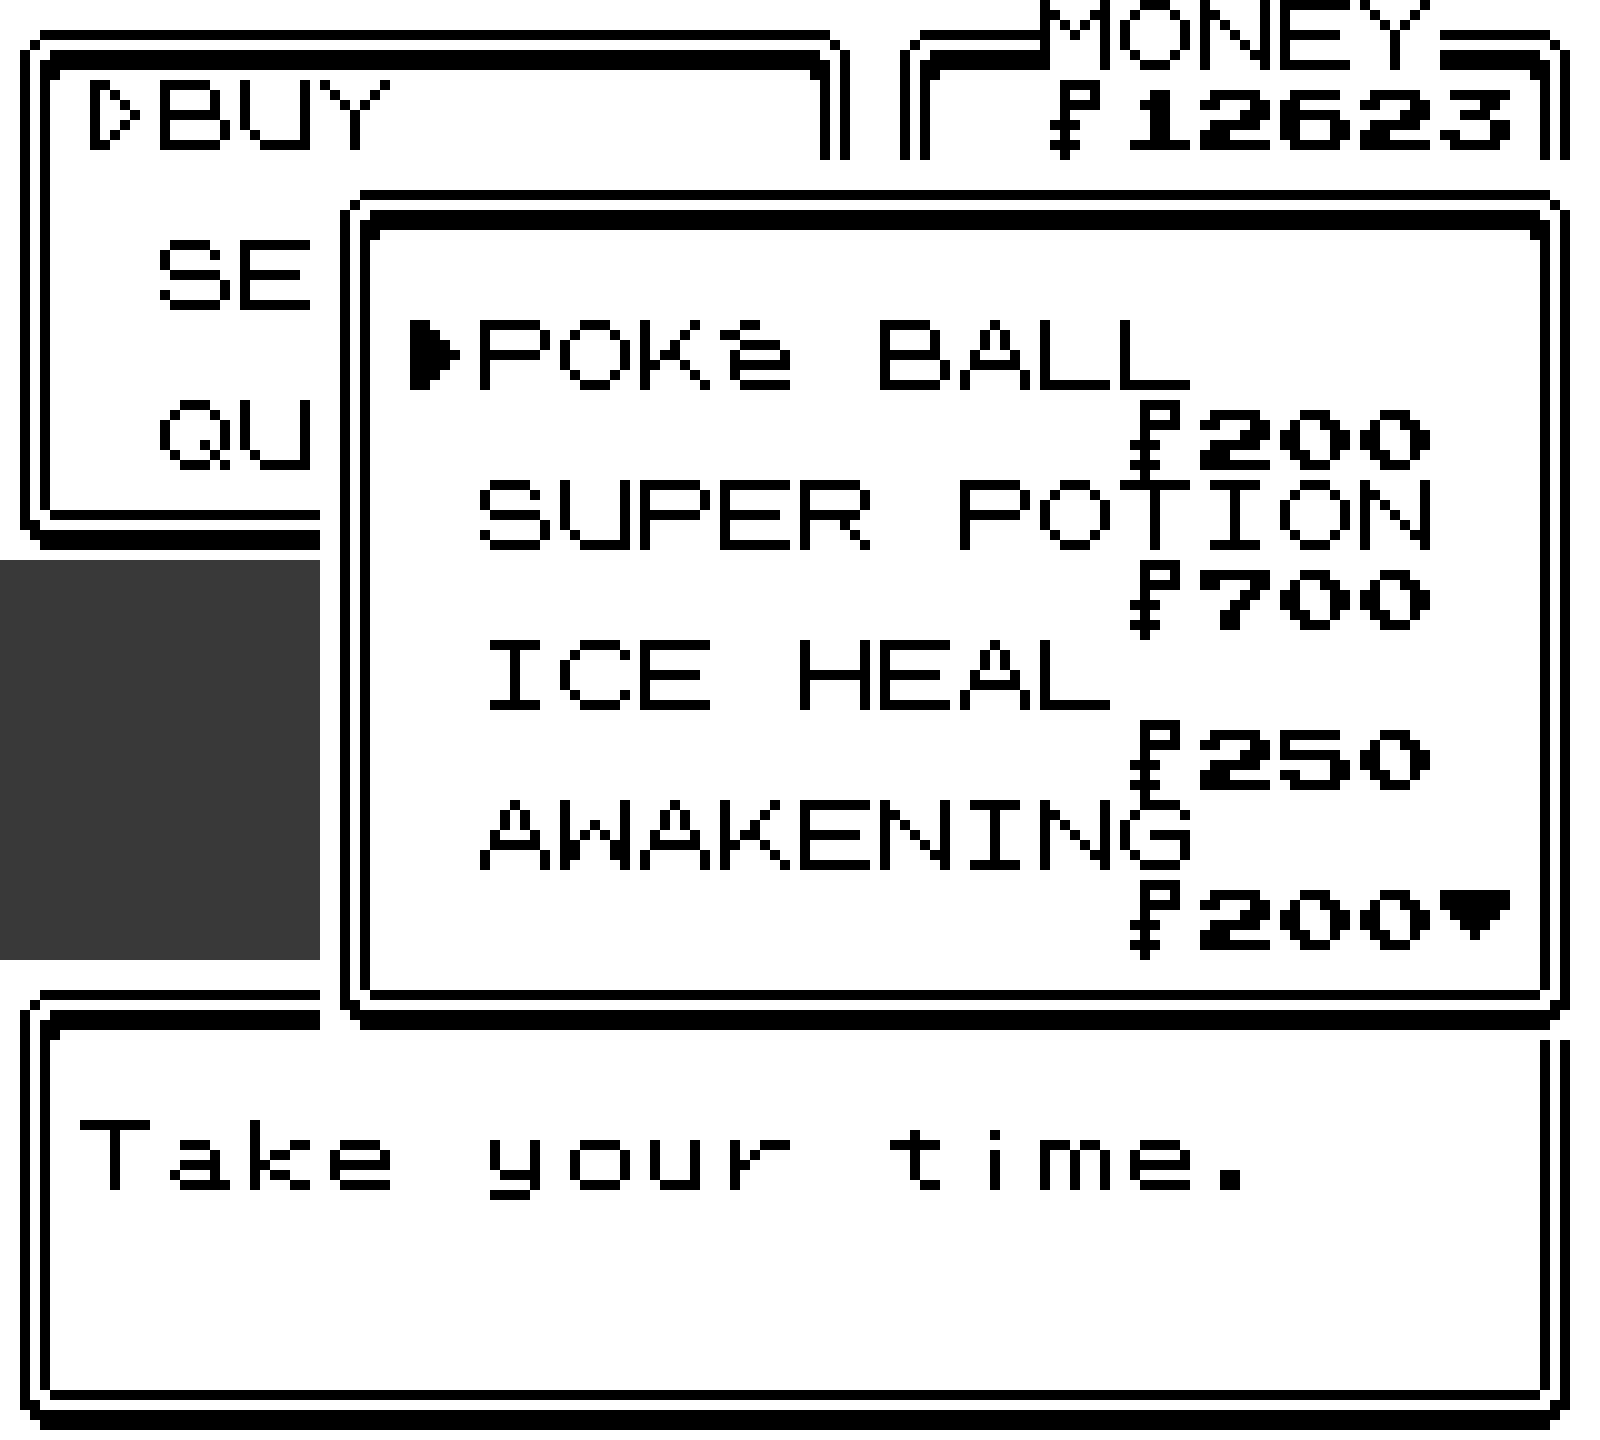 MONEY
▷BUY
₽12623
SE
▶POKé BALL
₽200
QU
SUPER POTION
₽700
ICE HEAL
₽250
AWAKENING
₽200▼
Take your time.